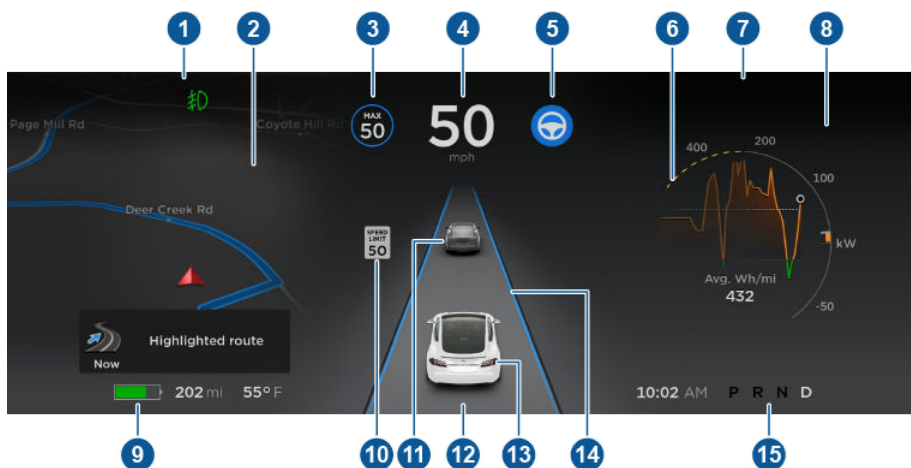 1 2 3 4 5 6 7 8
Page Mill Rd
Coyote Hill Rd
MAX
50
50
mph
400
200
100
kW
-50
Deer Creek Rd
SPEED
LIMIT
50
Avg. Wh/mi
432
Highlighted route
Now
202 mi 55° F
10:02 AM P R N D
9 10 11 12 13 14 15